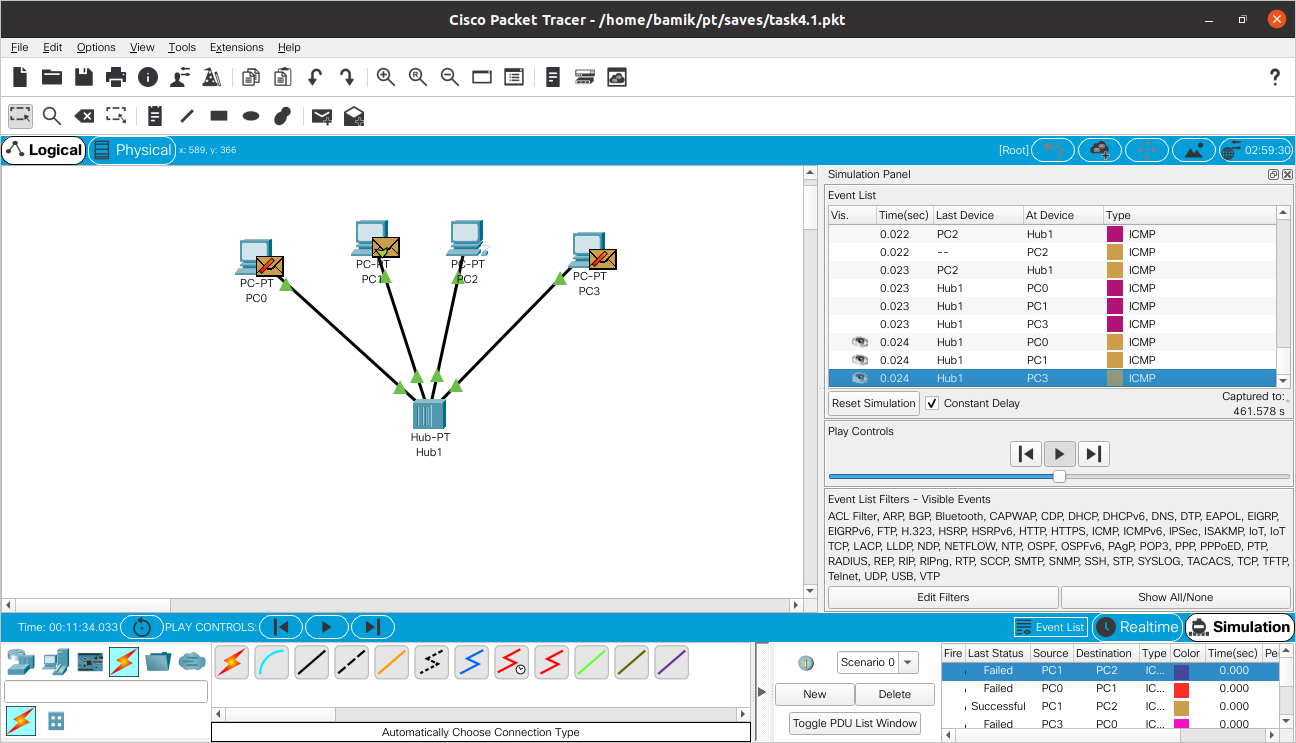 Cisco Packet Tracer - /home/bamik/pt/saves/task4.1.pkt
File Edit Options View Tools Extensions Help
?
Logical Physical x: 589, y: 366 [Root] 02:59:30
PC-PT
PC0
PC-PT
PC1
PC-PT
PC2
PC-PT
PC3
Hub-PT
Hub1
Simulation Panel
Event List
Vis. Time(sec) Last Device At Device Type
0.022 PC2 Hub1 ICMP
0.022 -- PC2 ICMP
0.023 PC2 Hub1 ICMP
0.023 Hub1 PC0 ICMP
0.023 Hub1 PC1 ICMP
0.023 Hub1 PC3 ICMP
0.024 Hub1 PC0 ICMP
0.024 Hub1 PC1 ICMP
0.024 Hub1 PC3 ICMP
Reset Simulation Constant Delay Captured to:
461.578 s
Play Controls
Event List Filters - Visible Events
ACL Filter, ARP, BGP, Bluetooth, CAPWAP, CDP, DHCP, DHCPv6, DNS, DTP, EAPOL, EIGRP,
EIGRPv6, FTP, H.323, HSRP, HSRPv6, HTTP, HTTPS, ICMP, ICMPv6, IPSec, ISAKMP, IoT, IoT
TCP, LACP, LLDP, NDP, NETFLOW, NTP, OSPF, OSPFv6, PAgP, POP3, PPP, PPPoED, PTP,
RADIUS, REP, RIP, RIPng, RTP, SCCP, SMTP, SNMP, SSH, STP, SYSLOG, TACACS, TCP, TFTP,
Telnet, UDP, USB, VTP
Edit Filters Show All/None
Time: 00:11:34.033 PLAY CONTROLS: Event List Realtime Simulation
Scenario 0
New Delete
Toggle PDU List Window
Automatically Choose Connection Type
Fire Last Status Source Destination Type Color Time(sec) Pe
Failed PC1 PC2 IC... 0.000
Failed PC0 PC1 IC... 0.000
Successful PC1 PC2 IC... 0.000
Failed PC3 PC0 IC... 0.000